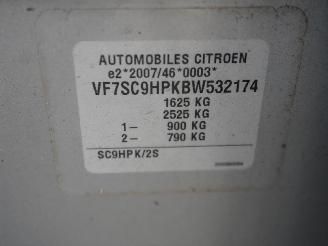 AUTOMOBILES CITROEN
e2*2007/46*0003*
VF7SC9HPKBW532174
1625 KG
2525 KG
1— 900 KG
2— 790 KG
SC9HPK/2S